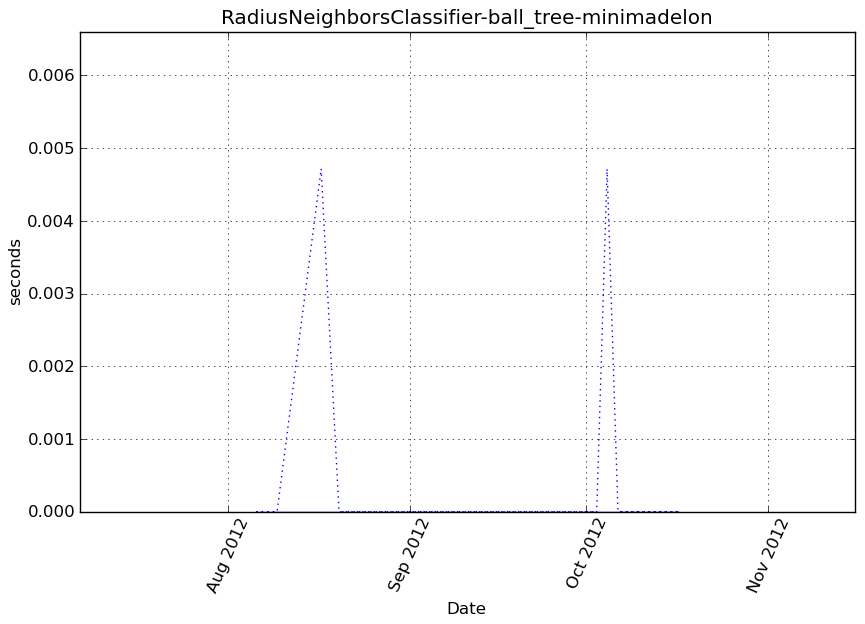 RadiusNeighborsClassifier-ball_tree-minimadelon
0.006
0.005
0.004
0.003
0.002
0.001
0.000
seconds
Aug 2012
Sep 2012
Oct 2012
Nov 2012
Date